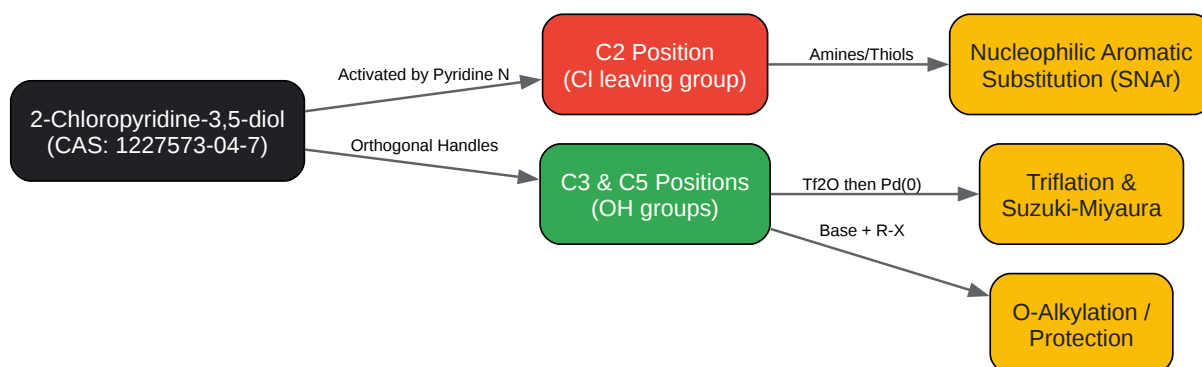 2-Chloropyridine-3,5-diol
(CAS: 1227573-04-7)
Activated by Pyridine N
Orthogonal Handles
C2 Position
(Cl leaving group)
C3 & C5 Positions
(OH groups)
Amines/Thiols
Tf2O then Pd(0)
Base + R-X
Nucleophilic Aromatic
Substitution (SNAr)
Triflation &
Suzuki-Miyaura
O-Alkylation /
Protection